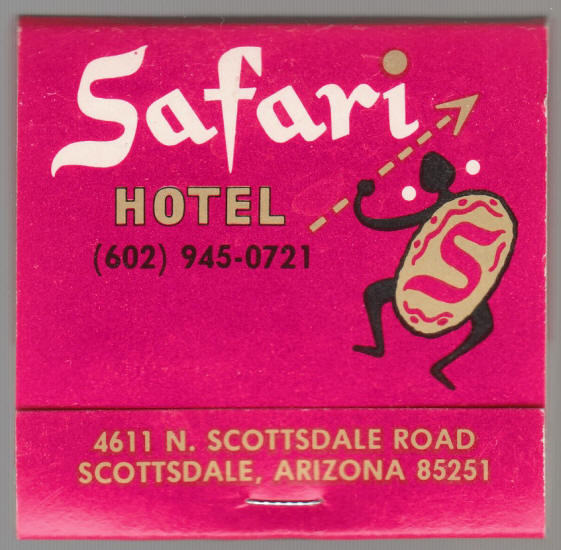 Safari
HOTEL
(602) 945-0721
S
4611 N. SCOTTSDALE ROAD
SCOTTSDALE, ARIZONA 85251